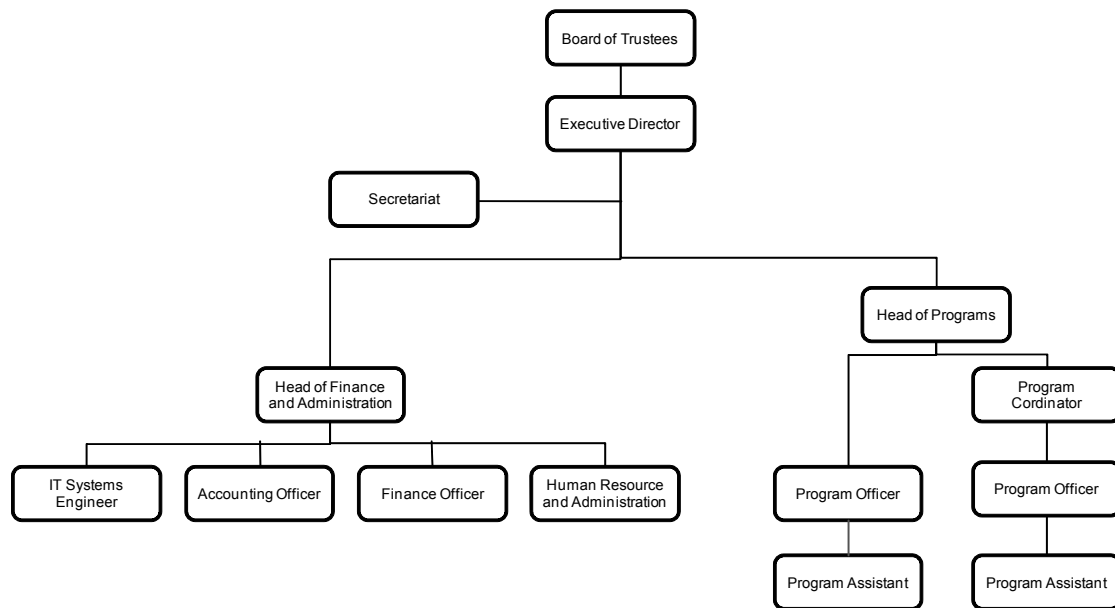 Board of Trustees
Executive Director
Secretariat
Head of Programs
Head of Finance
and Administration
Program
Cordinator
IT Systems
Engineer
Accounting Officer
Finance Officer
Human Resource
and Administration
Program Officer
Program Officer
Program Assistant
Program Assistant